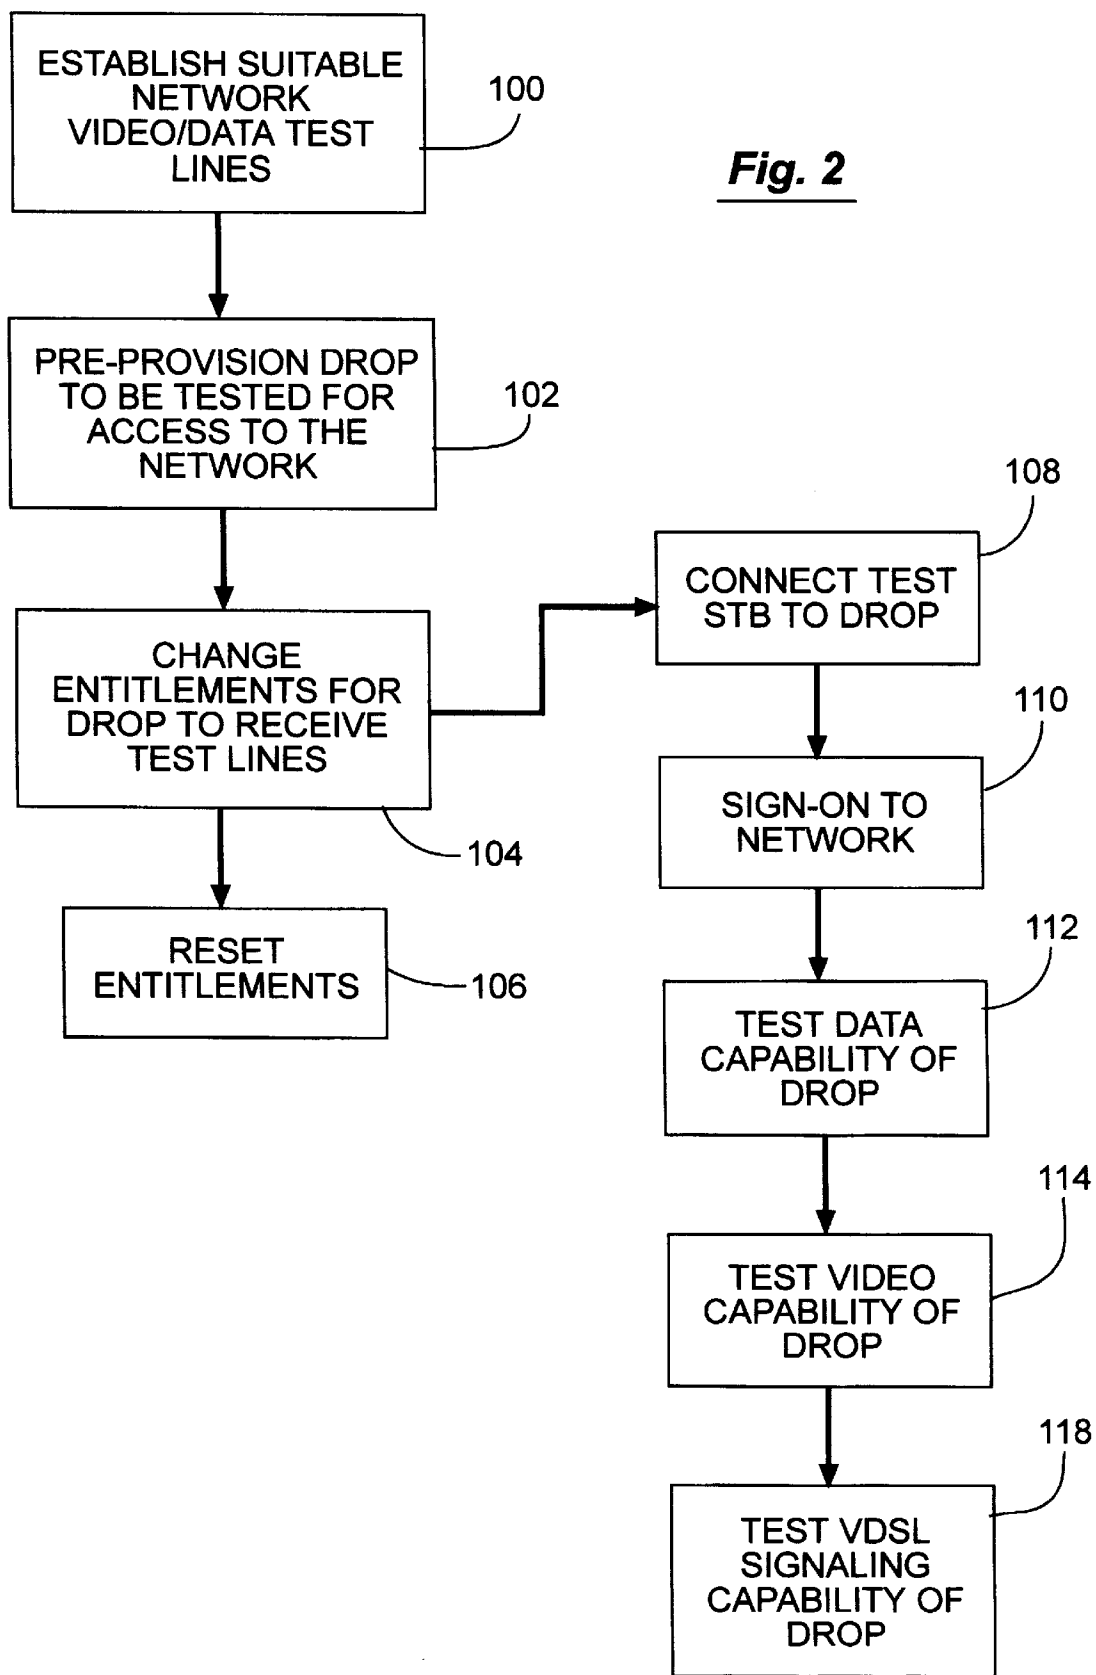 ESTABLISH SUITABLE
NETWORK
VIDEO/DATA TEST
LINES
100
Fig. 2
PRE-PROVISION DROP
TO BE TESTED FOR
ACCESS TO THE
NETWORK
102
CHANGE
ENTITLEMENTS FOR
DROP TO RECEIVE
TEST LINES
104
RESET
ENTITLEMENTS
106
108
CONNECT TEST
STB TO DROP
110
SIGN-ON TO
NETWORK
112
TEST DATA
CAPABILITY OF
DROP
114
TEST VIDEO
CAPABILITY OF
DROP
118
TEST VDSL
SIGNALING
CAPABILITY OF
DROP